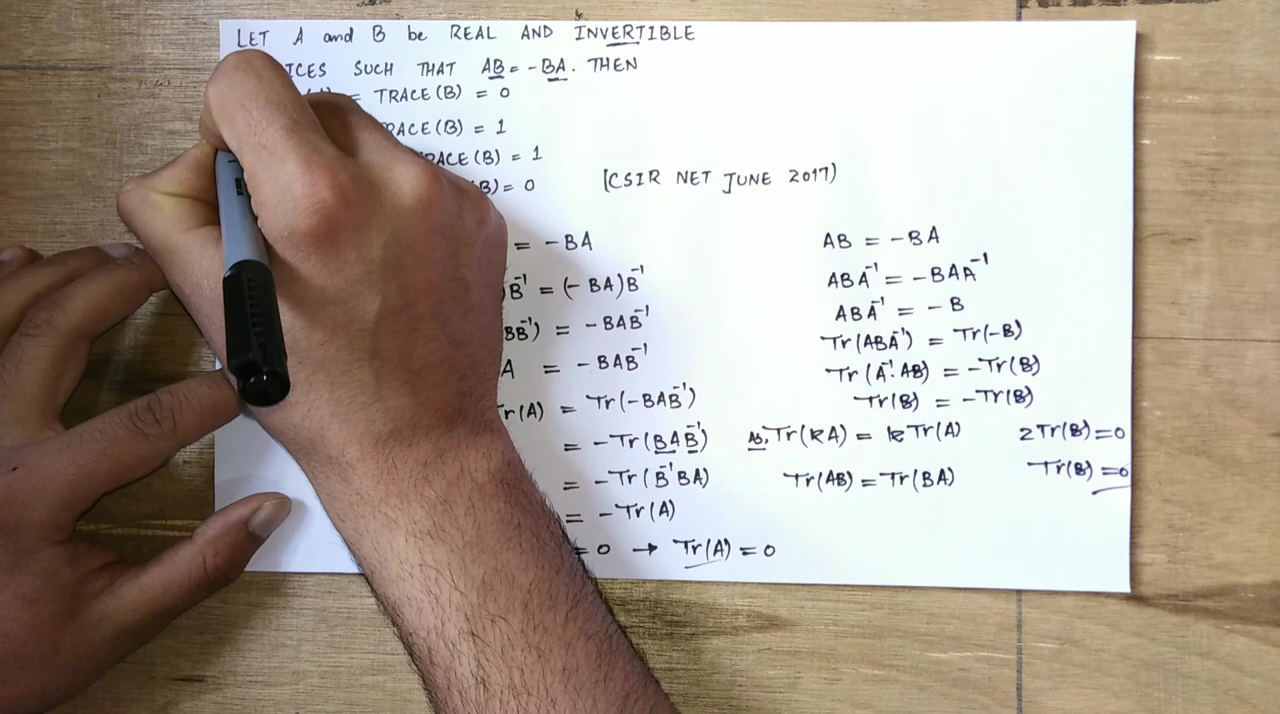 LET A and B be REAL AND INVERTIBLE
ICES SUCH THAT AB = -BA. THEN
= TRACE(B) = 0
RACE(B) = 1
RACE(B) = 1
B) = 0
(CSIR NET JUNE 2017)
= -BA
B⁻¹ = (-BA)B⁻¹
BB⁻¹) = -BAB⁻¹
A = -BAB⁻¹
Tr(A) = Tr(-BAB⁻¹)
= -Tr(BAB⁻¹)
= -Tr(B⁻¹BA)
= -Tr(A)
= 0 → Tr(A) = 0
AB = -BA
ABA⁻¹ = -BAA⁻¹
ABA⁻¹ = -B
Tr(ABA⁻¹) = Tr(-B)
Tr(A⁻¹.AB) = -Tr(B)
Tr(B) = -Tr(B)
As, Tr(kA) = k Tr(A)
Tr(AB) = Tr(BA)
2Tr(B)=0
Tr(B)=0